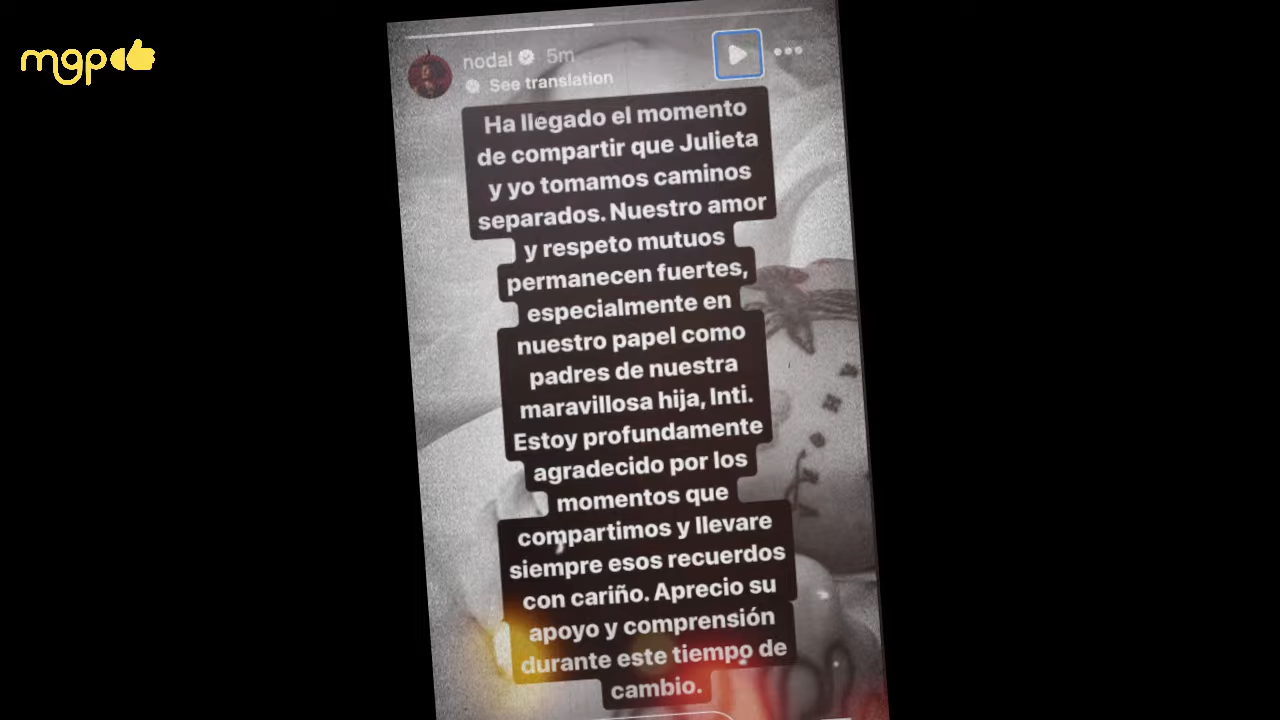 mgp
nodal 5m
See translation
Ha llegado el momento
de compartir que Julieta
y yo tomamos caminos
separados. Nuestro amor
y respeto mutuos
permanecen fuertes,
especialmente en
nuestro papel como
padres de nuestra
maravillosa hija, Inti.
Estoy profundamente
agradecido por los
momentos que
compartimos y llevare
siempre esos recuerdos
con cariño. Aprecio su
apoyo y comprensión
durante este tiempo de
cambio.